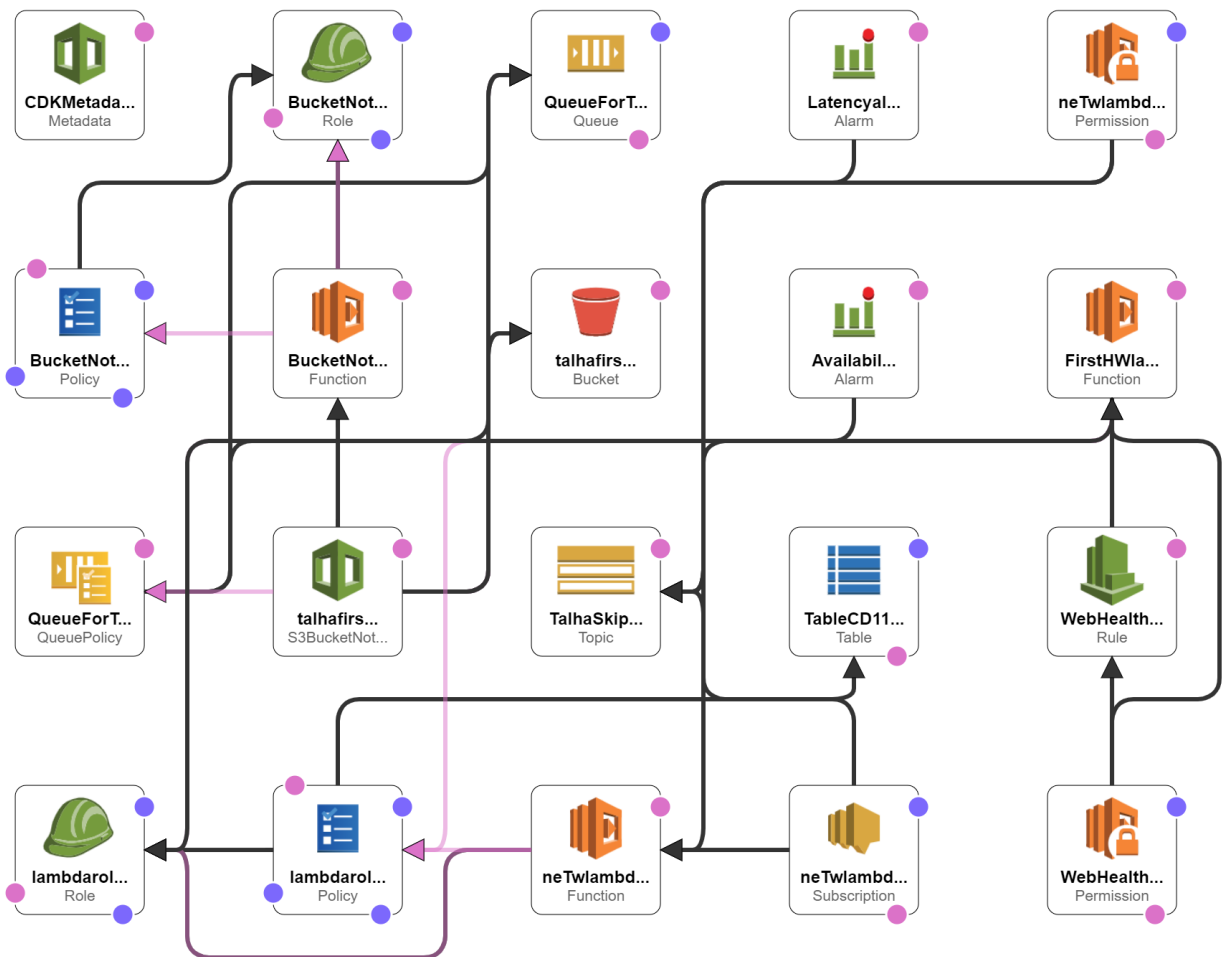 CDKMetada...
Metadata
BucketNot...
Role
QueueForT...
Queue
Latencyal...
Alarm
neTwlambd...
Permission
BucketNot...
Policy
BucketNot...
Function
talhafirs...
Bucket
Availabil...
Alarm
FirstHWla...
Function
QueueForT...
QueuePolicy
talhafirs...
S3BucketNot...
TalhaSkip...
Topic
TableCD11...
Table
WebHealth...
Rule
lambdarol...
Role
lambdarol...
Policy
neTwlambd...
Function
neTwlambd...
Subscription
WebHealth...
Permission